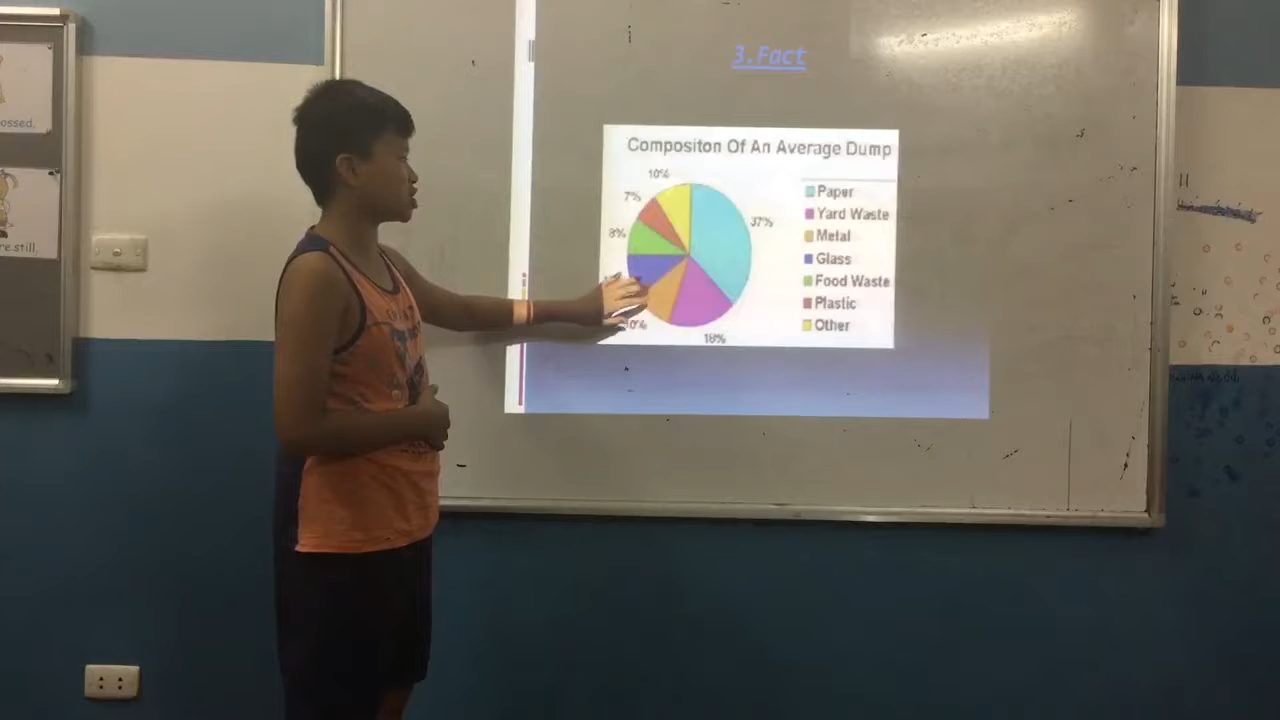 ossed.
re still.
3.Fact
Compositon Of An Average Dump
10%
7%
8%
37%
10%
18%
Paper
Yard Waste
Metal
Glass
Food Waste
Plastic
Other